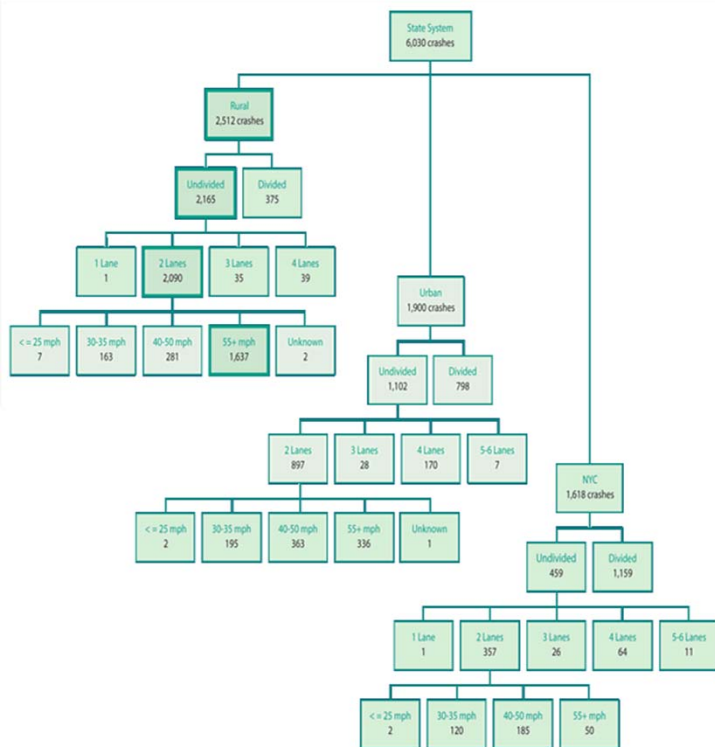 State System
6,030 crashes
Rural
2,512 crashes
Undivided
2,165
Divided
375
1 Lane
1
2 Lanes
2,090
3 Lanes
35
4 Lanes
39
< = 25 mph
7
30-35 mph
163
40-50 mph
281
55+ mph
1,637
Unknown
2
Urban
1,900 crashes
Undivided
1,102
Divided
798
2 Lanes
897
3 Lanes
28
4 Lanes
170
5-6 Lanes
7
< = 25 mph
2
30-35 mph
195
40-50 mph
363
55+ mph
336
Unknown
1
NYC
1,618 crashes
Undivided
459
Divided
1,159
1 Lane
1
2 Lanes
357
3 Lanes
26
4 Lanes
64
5-6 Lanes
11
< = 25 mph
2
30-35 mph
120
40-50 mph
185
55+ mph
50